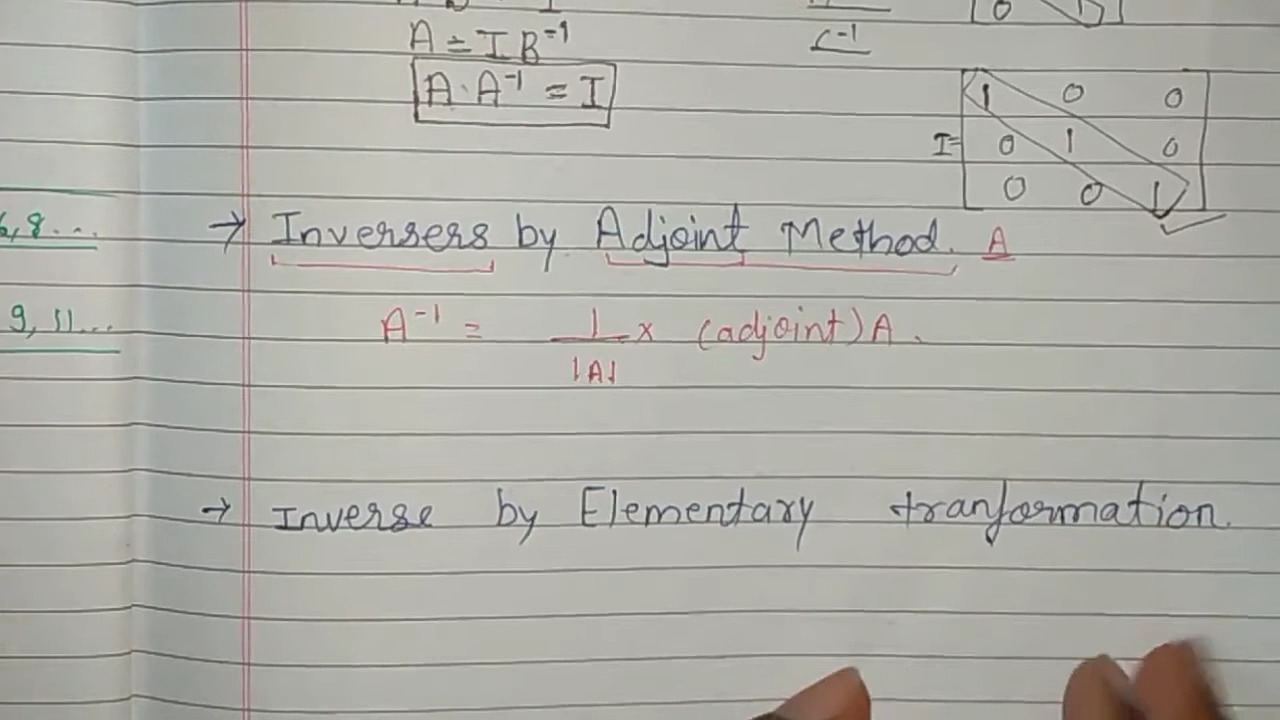 A = I B⁻¹
A · A⁻¹ = I
1 0 0
I= 0 1 0
0 0 1
6, 8...
→ Inversers by Adjoint Method. A
9, 11...
A⁻¹ = 1/|A| x (adjoint) A.
→ Inverse by Elementary tranformation.